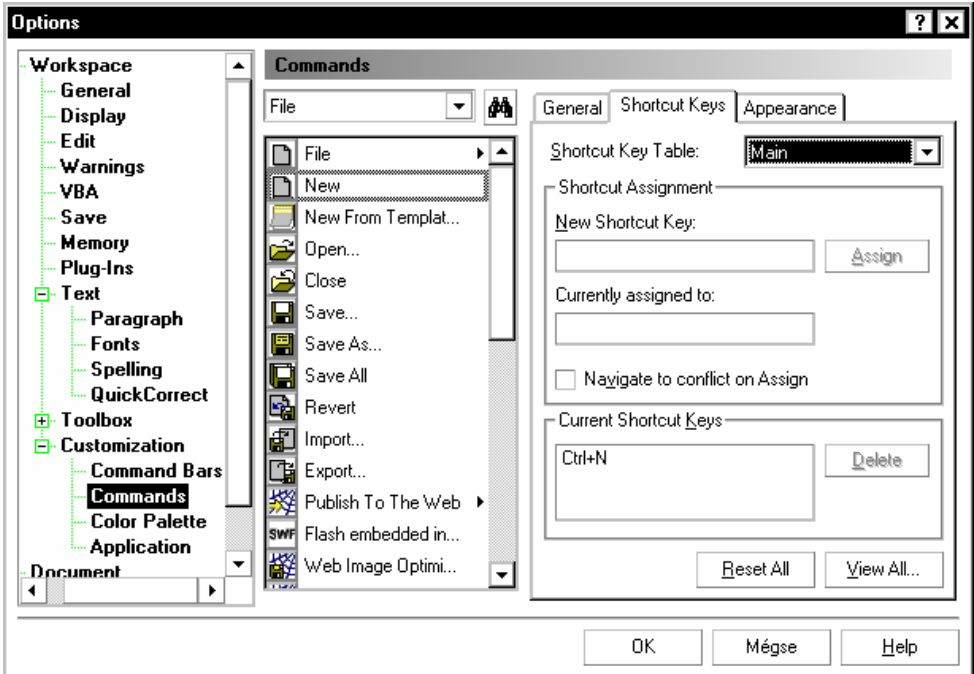 Options
Workspace
General
Display
Edit
Warnings
VBA
Save
Memory
Plug-Ins
Text
Paragraph
Fonts
Spelling
QuickCorrect
Toolbox
Customization
Command Bars
Commands
Color Palette
Application
Document
Commands
File
File
New
New From Templat...
Open...
Close
Save...
Save As...
Save All
Revert
Import...
Export...
Publish To The Web
SWF Flash embedded in...
Web Image Optimi...
General Shortcut Keys Appearance
Shortcut Key Table: Main
Shortcut Assignment
New Shortcut Key:
Assign
Currently assigned to:
Navigate to conflict on Assign
Current Shortcut Keys
Ctrl+N
Delete
Reset All View All...
OK Mégse Help